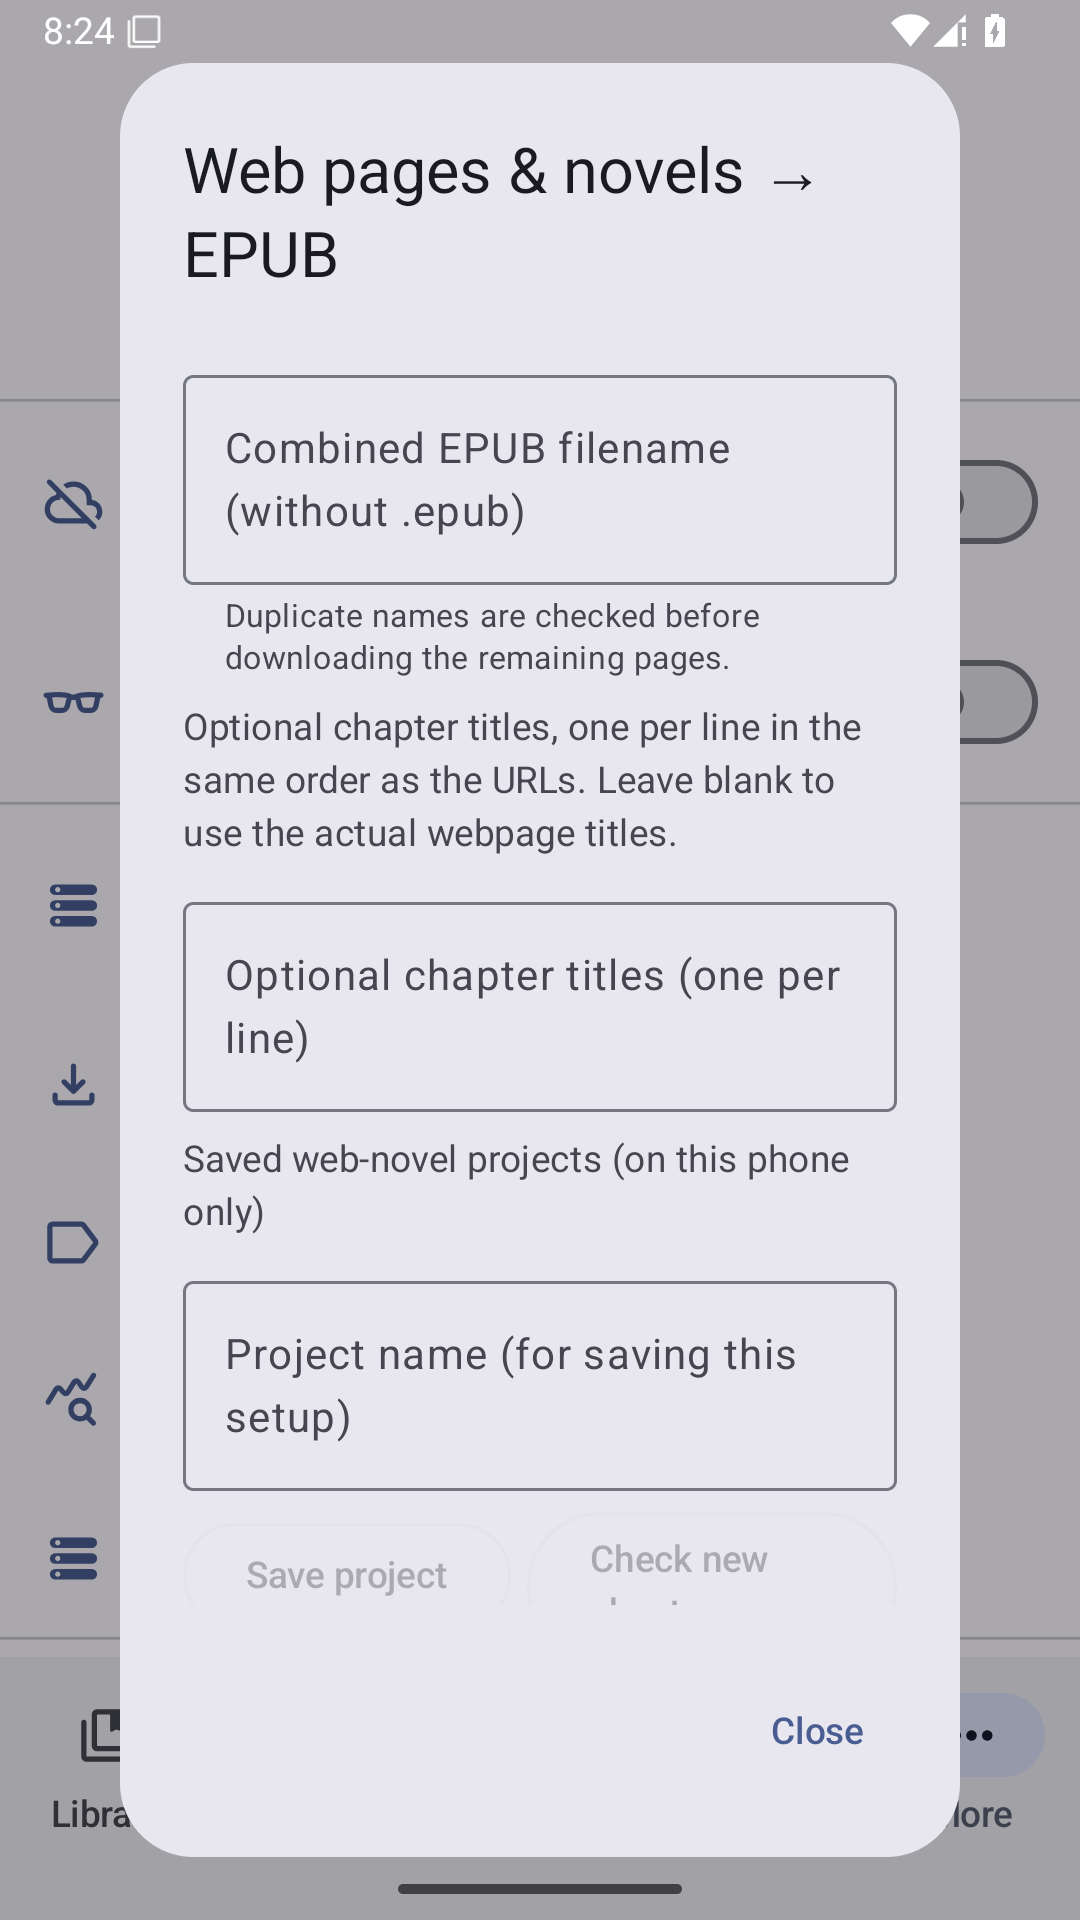 8:24
Web pages & novels →
EPUB
Combined EPUB filename
(without .epub)
Duplicate names are checked before
downloading the remaining pages.
Optional chapter titles, one per line in the
same order as the URLs. Leave blank to
use the actual webpage titles.
Optional chapter titles (one per
line)
Saved web-novel projects (on this phone
only)
Project name (for saving this
setup)
Save project
Check new
Close